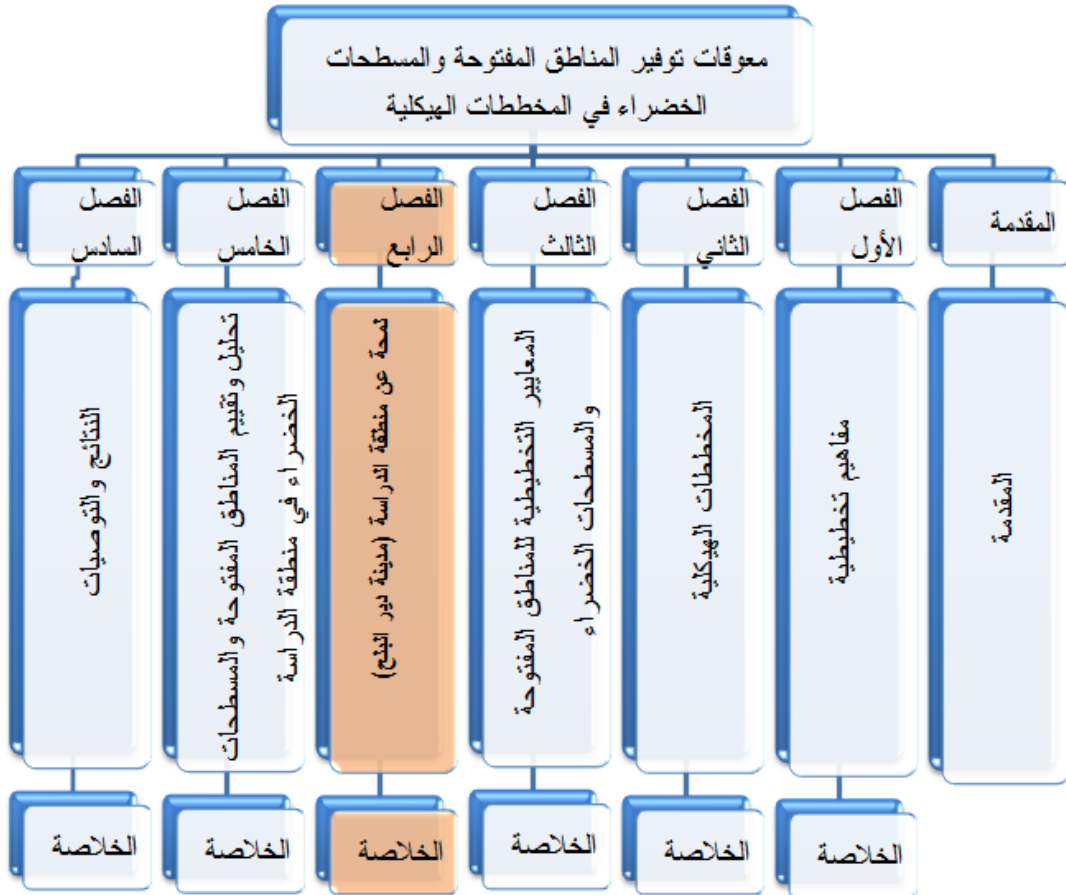 معوقات توفير المناطق المفتوحة والمسطحات
الخضراء في المخططات الهيكلية
المقدمة
المقدمة
الفصل
الأول
مفاهيم تخطيطية
الخلاصة
الفصل
الثاني
المخططات الهيكلية
الخلاصة
الفصل
الثالث
المعايير التخطيطية للمناطق المفتوحة
والمسطحات الخضراء
الخلاصة
الفصل
الرابع
لمحة عن منطقة الدراسة (مدينة دير البلح)
الخلاصة
الفصل
الخامس
تحليل وتقييم المناطق المفتوحة والمسطحات
الخضراء في منطقة الدراسة
الخلاصة
الفصل
السادس
النتائج والتوصيات
الخلاصة